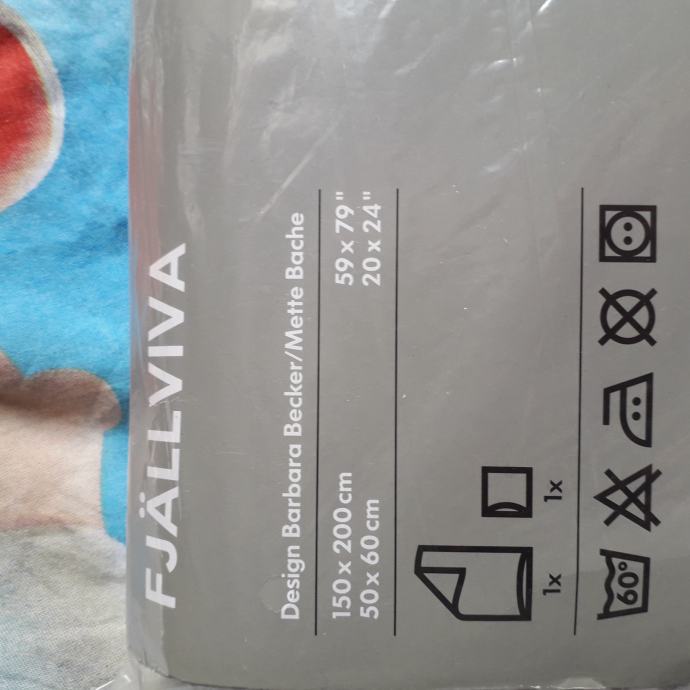 FJÄLLVIVA
Design Barbara Becker/Mette Bache
150 x 200 cm 59 x 79"
50 x 60 cm 20 x 24"
1x 1x
60°